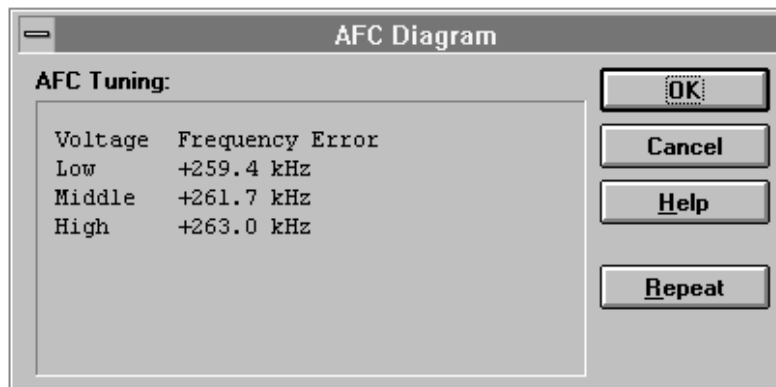 AFC Diagram
AFC Tuning:
Voltage Frequency Error
Low +259.4 kHz
Middle +261.7 kHz
High +263.0 kHz
OK
Cancel
Help
Repeat